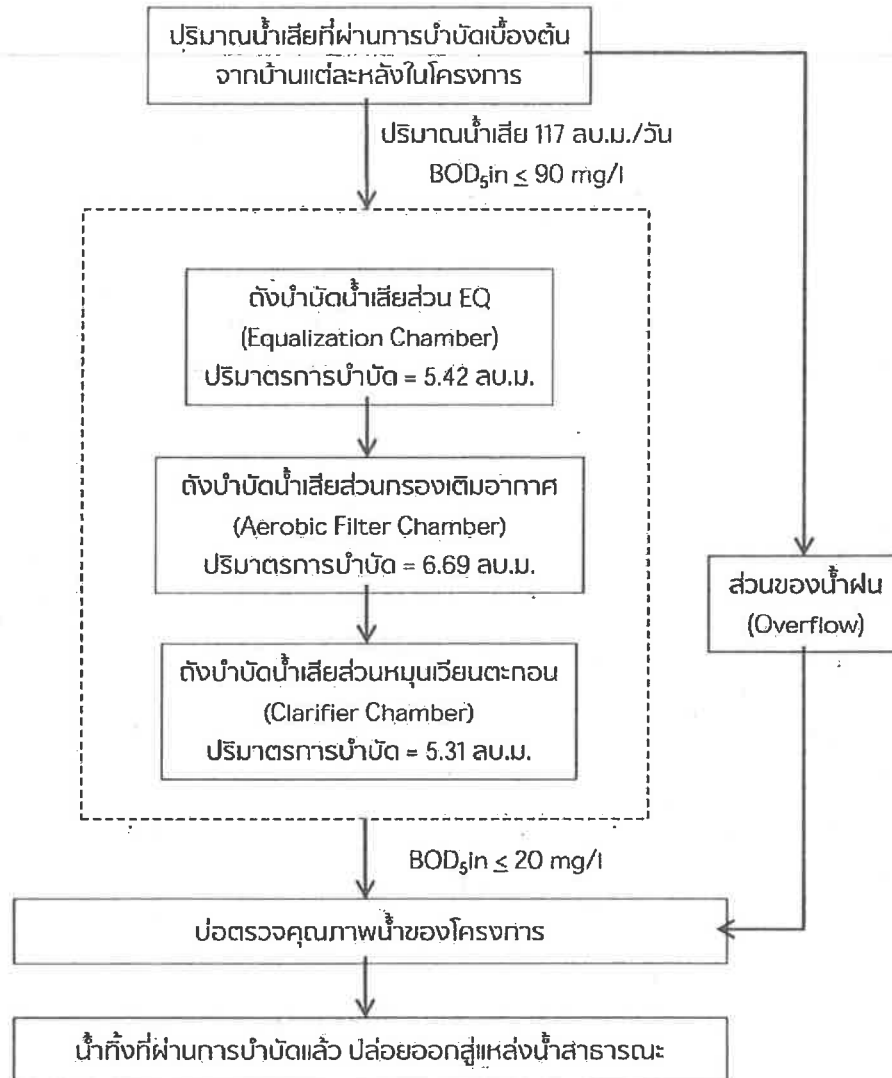 ปริมาณน้ำเสียที่ผ่านการบำบัดเบื้องต้น
จากบ้านแต่ละหลังในโครงการ
ปริมาณน้ำเสีย 117 ลบ.ม./วัน
BOD₅in ≤ 90 mg/l
ถังบำบัดน้ำเสียส่วน EQ
(Equalization Chamber)
ปริมาตรการบำบัด = 5.42 ลบ.ม.
ถังบำบัดน้ำเสียส่วนกรองเติมอากาศ
(Aerobic Filter Chamber)
ปริมาตรการบำบัด = 6.69 ลบ.ม.
ส่วนของน้ำฝน
(Overflow)
ถังบำบัดน้ำเสียส่วนหมุนเวียนตะกอน
(Clarifier Chamber)
ปริมาตรการบำบัด = 5.31 ลบ.ม.
BOD₅in ≤ 20 mg/l
บ่อตรวจคุณภาพน้ำของโครงการ
น้ำทิ้งที่ผ่านการบำบัดแล้ว ปล่อยออกสู่แหล่งน้ำสาธารณะ